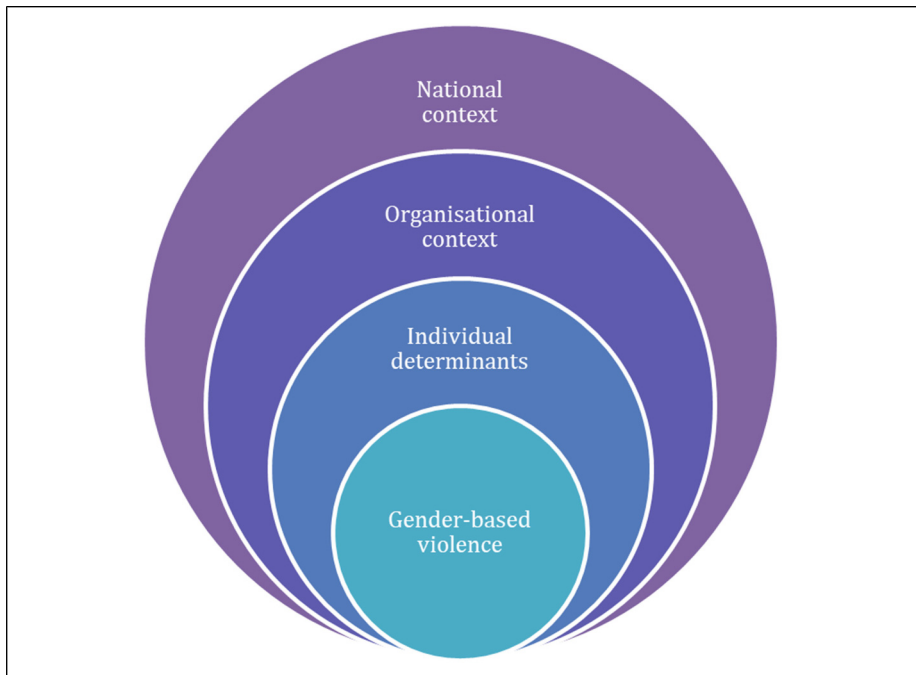 National
context
Organisational
context
Individual
determinants
Gender-based
violence